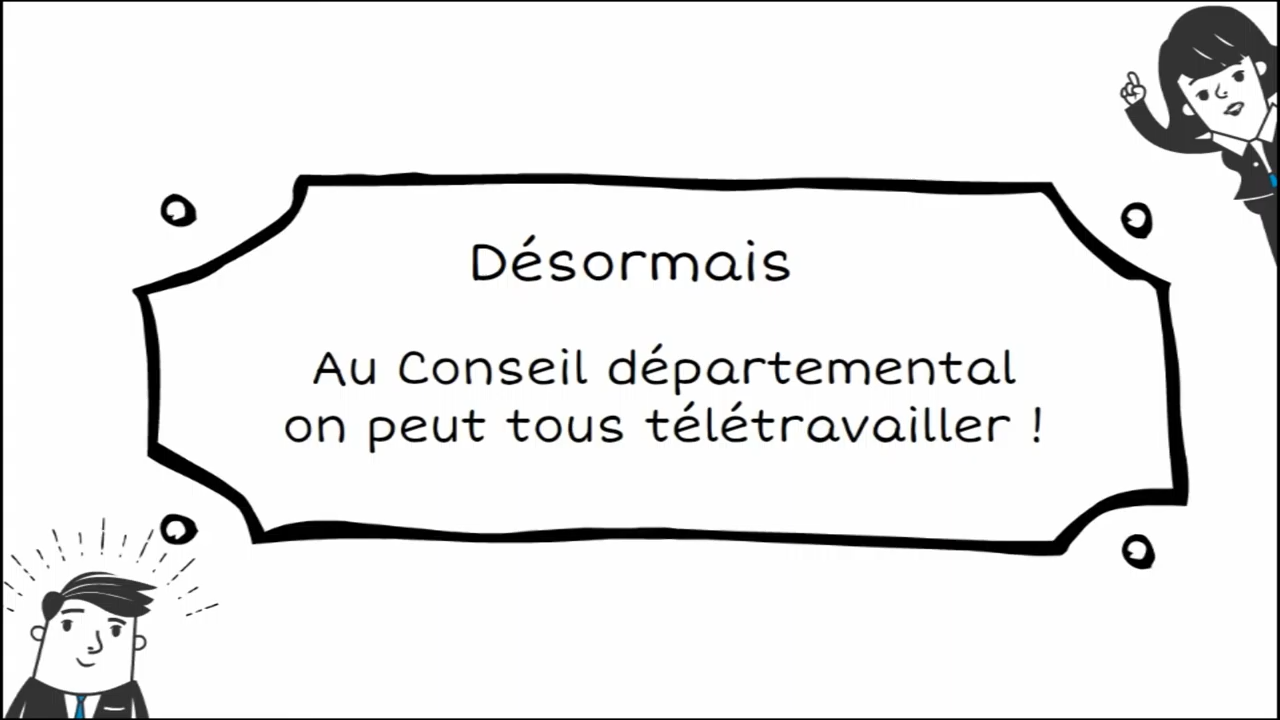 Désormais
Au Conseil départemental
on peut tous télétravailler !